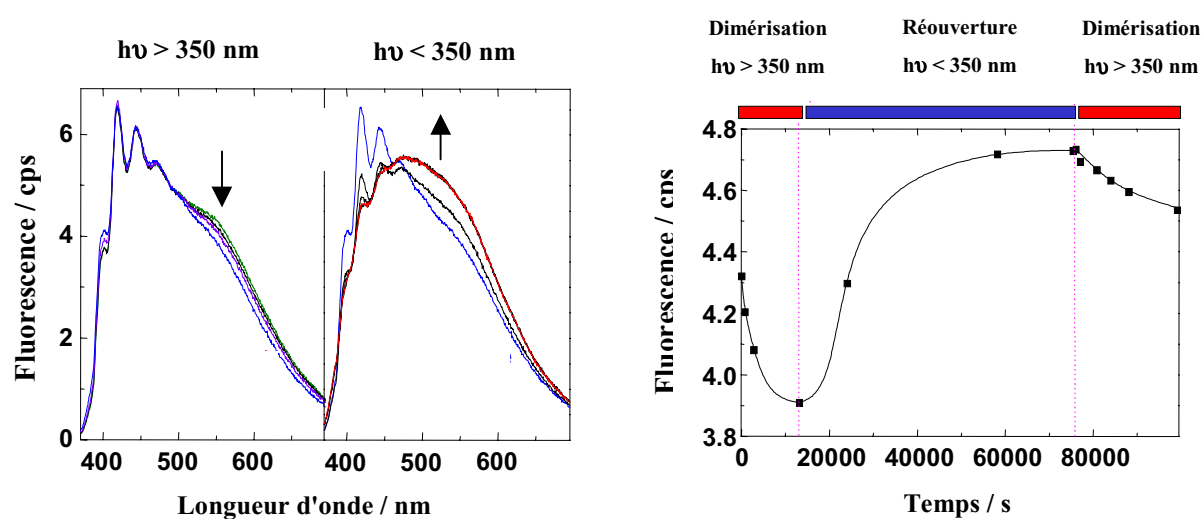 hυ > 350 nm
hυ < 350 nm
Fluorescence / cps
6
4
2
0
400
500
600
400
500
600
Longueur d'onde / nm
Dimérisation
Réouverture
Dimérisation
hυ > 350 nm
hυ < 350 nm
hυ > 350 nm
Fluorescence / cps
4.8
4.6
4.4
4.2
4.0
3.8
0
20000
40000
60000
80000
Temps / s